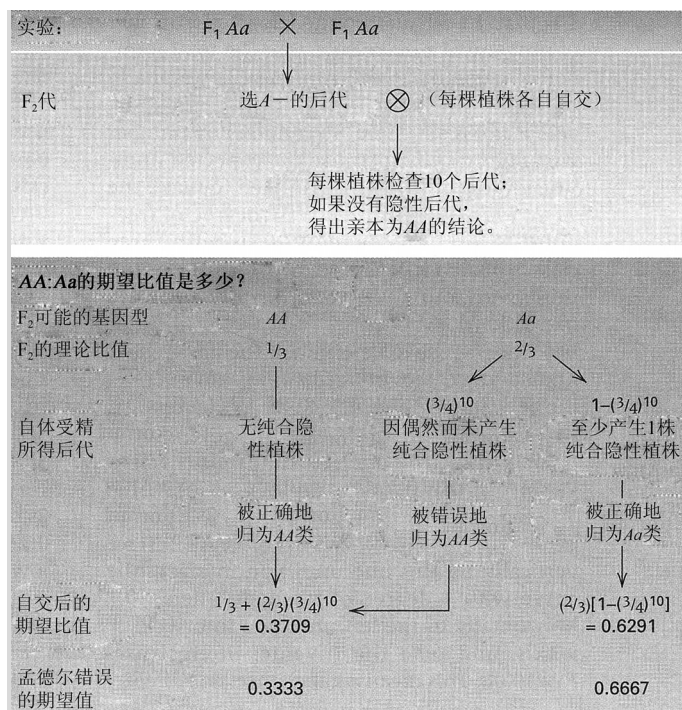 实验： F₁ Aa × F₁ Aa
F₂代 选A－的后代 ⊗ （每棵植株各自自交）
每棵植株检查10个后代；
如果没有隐性后代，
得出亲本为AA的结论。
AA:Aa的期望比值是多少？
F₂可能的基因型 AA Aa
F₂的理论比值 1/3 2/3
(3/4)¹⁰ 1−(3/4)¹⁰
自体受精 无纯合隐 因偶然而未产生 至少产生1株
所得后代 性植株 纯合隐性植株 纯合隐性植株
被正确地 被错误地 被正确地
归为AA类 归为AA类 归为Aa类
自交后的 1/3 + (2/3)(3/4)¹⁰ (2/3)[1−(3/4)¹⁰]
期望比值 = 0.3709 = 0.6291
孟德尔错误 0.3333 0.6667
的期望值